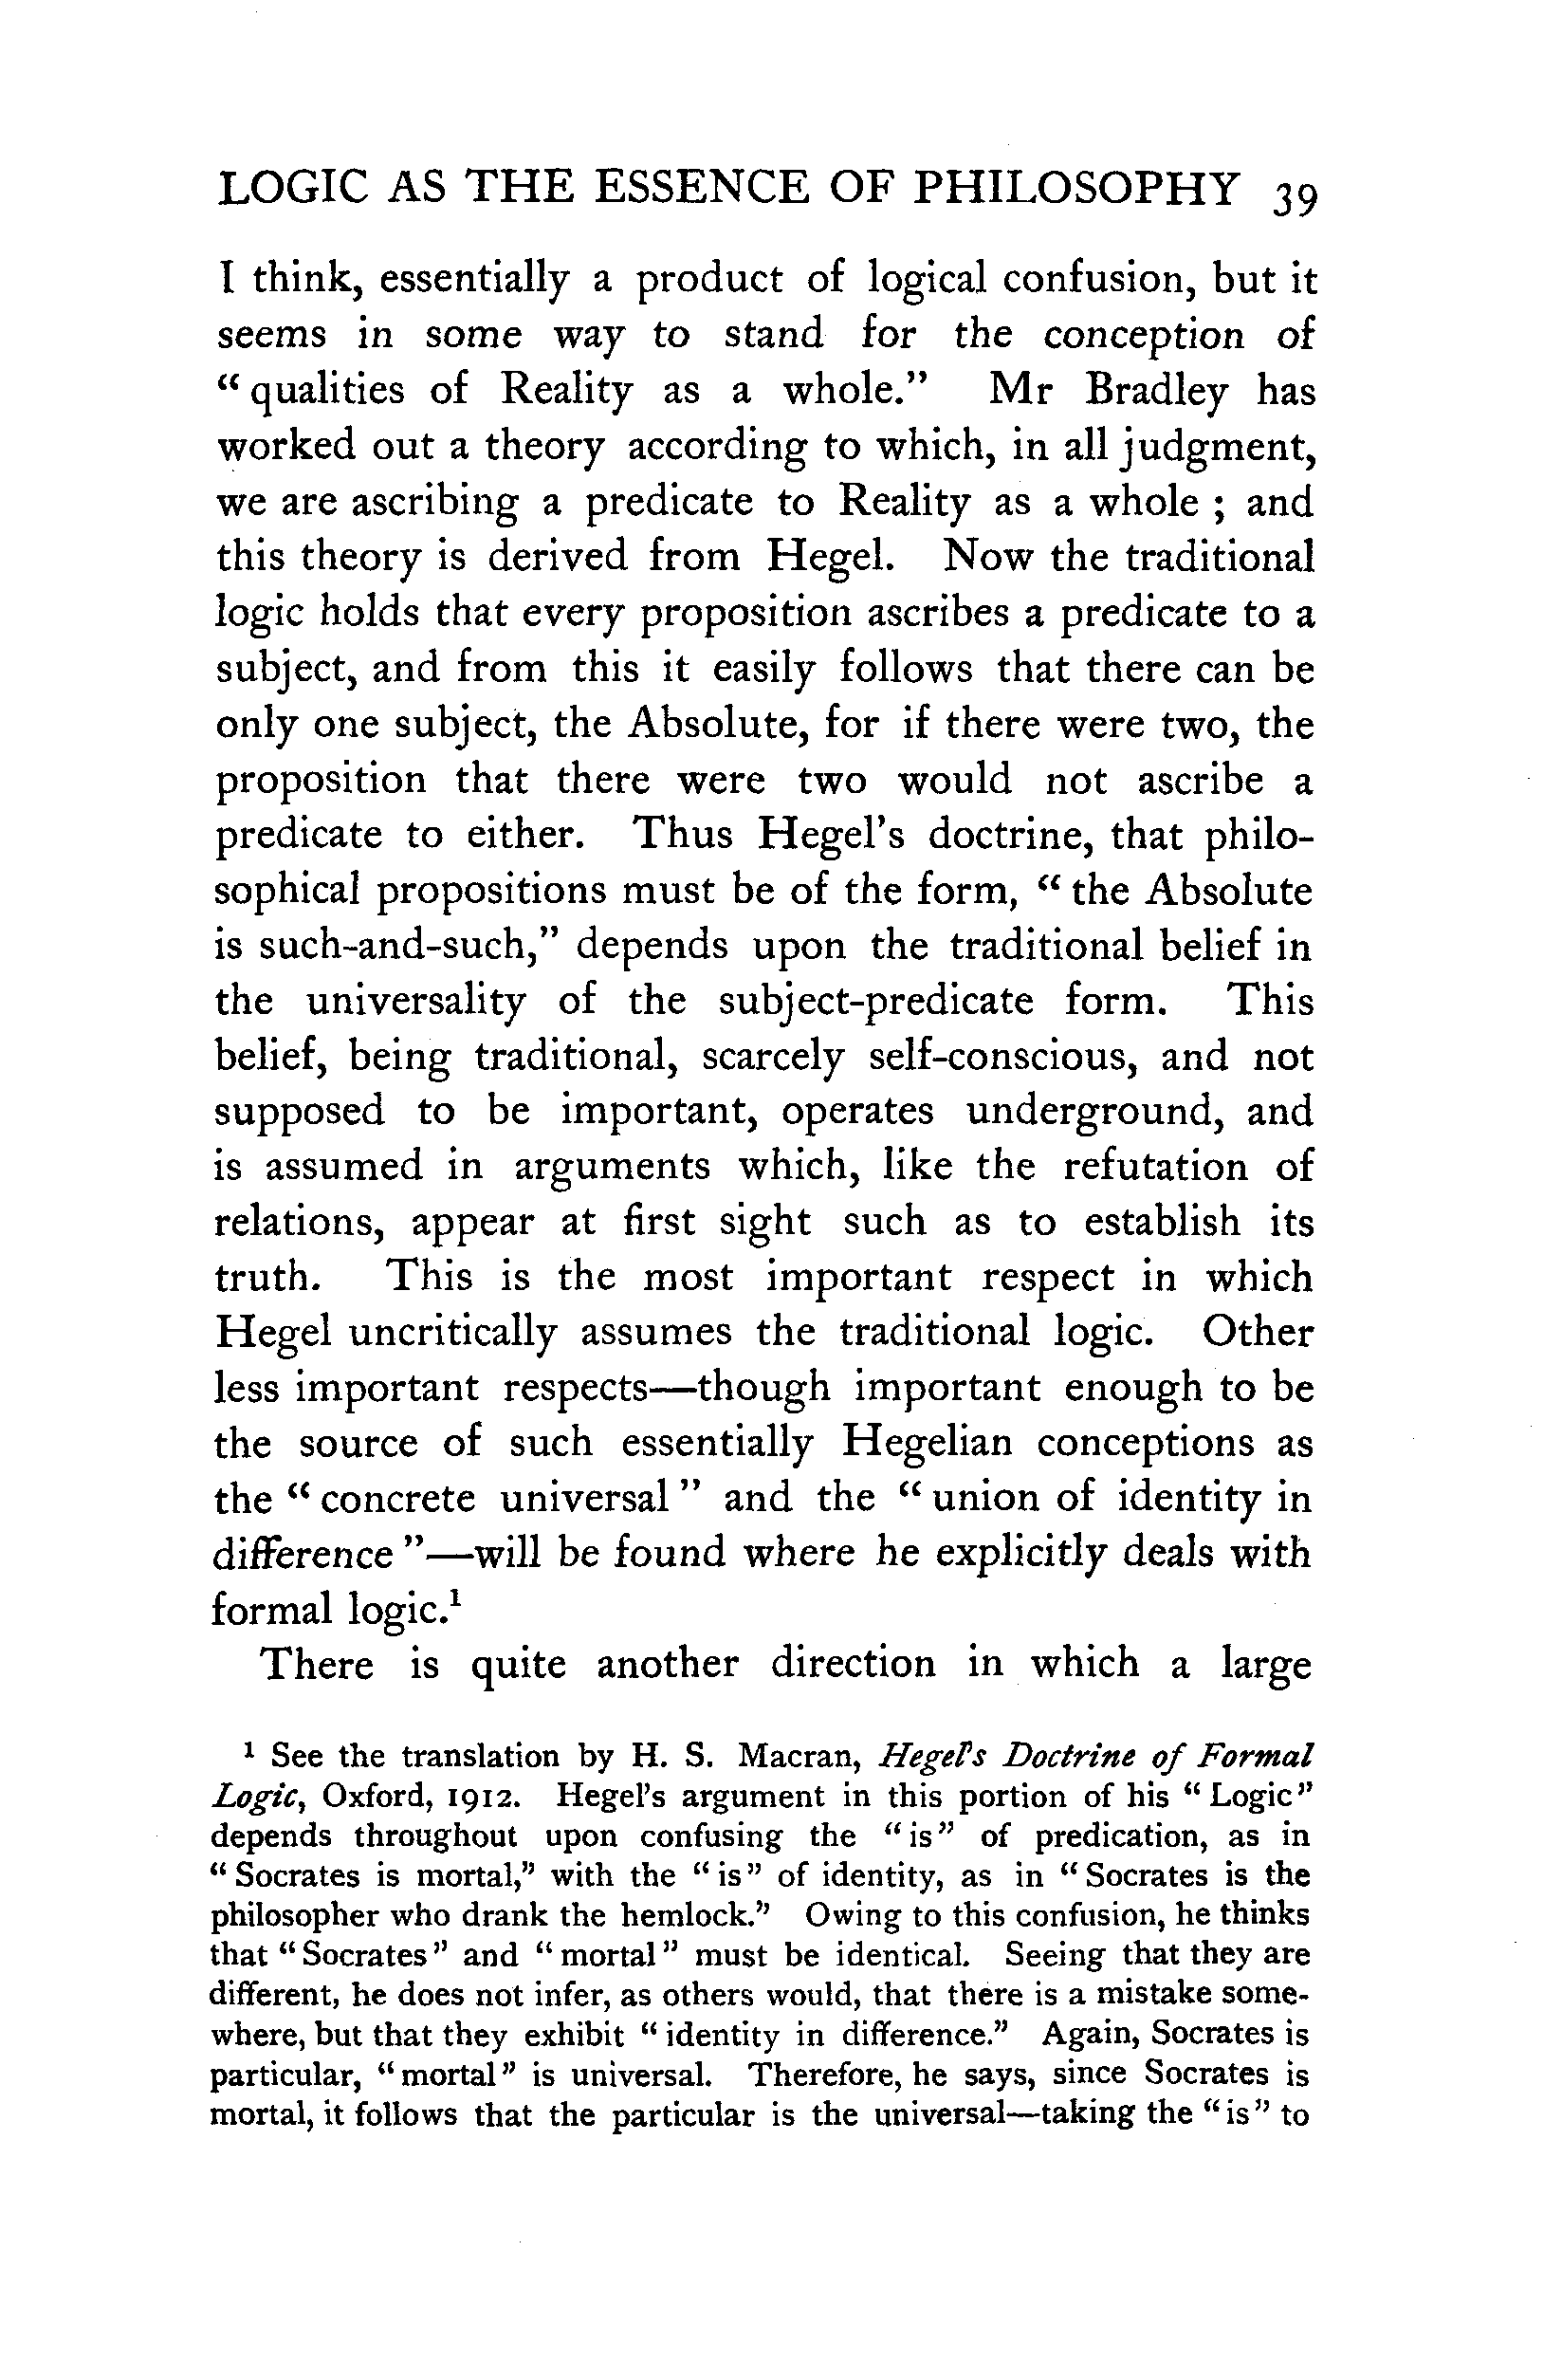 LOGIC AS THE ESSENCE OF PHILOSOPHY 39
I think, essentially a product of logical confusion, but it
seems in some way to stand for the conception of
“ qualities of Reality as a whole.” Mr Bradley has
worked out a theory according to which, in all judgment,
we are ascribing a predicate to Reality as a whole ; and
this theory is derived from Hegel. Now the traditional
logic holds that every proposition ascribes a predicate to a
subject, and from this it easily follows that there can be
only one subject, the Absolute, for if there were two, the
proposition that there were two would not ascribe a
predicate to either. Thus Hegel’s doctrine, that philo-
sophical propositions must be of the form, “ the Absolute
is such-and-such,” depends upon the traditional belief in
the universality of the subject-predicate form. This
belief, being traditional, scarcely self-conscious, and not
supposed to be important, operates underground, and
is assumed in arguments which, like the refutation of
relations, appear at first sight such as to establish its
truth. This is the most important respect in which
Hegel uncritically assumes the traditional logic. Other
less important respects—though important enough to be
the source of such essentially Hegelian conceptions as
the “ concrete universal ” and the “ union of identity in
difference ”—will be found where he explicitly deals with
formal logic.¹
There is quite another direction in which a large
¹ See the translation by H. S. Macran, Hegel’s Doctrine of Formal
Logic, Oxford, 1912. Hegel’s argument in this portion of his “ Logic”
depends throughout upon confusing the “ is ” of predication, as in
“ Socrates is mortal,” with the “ is ” of identity, as in “ Socrates is the
philosopher who drank the hemlock.” Owing to this confusion, he thinks
that “ Socrates ” and “ mortal ” must be identical. Seeing that they are
different, he does not infer, as others would, that there is a mistake some-
where, but that they exhibit “ identity in difference.” Again, Socrates is
particular, “ mortal ” is universal. Therefore, he says, since Socrates is
mortal, it follows that the particular is the universal—taking the “ is ” to